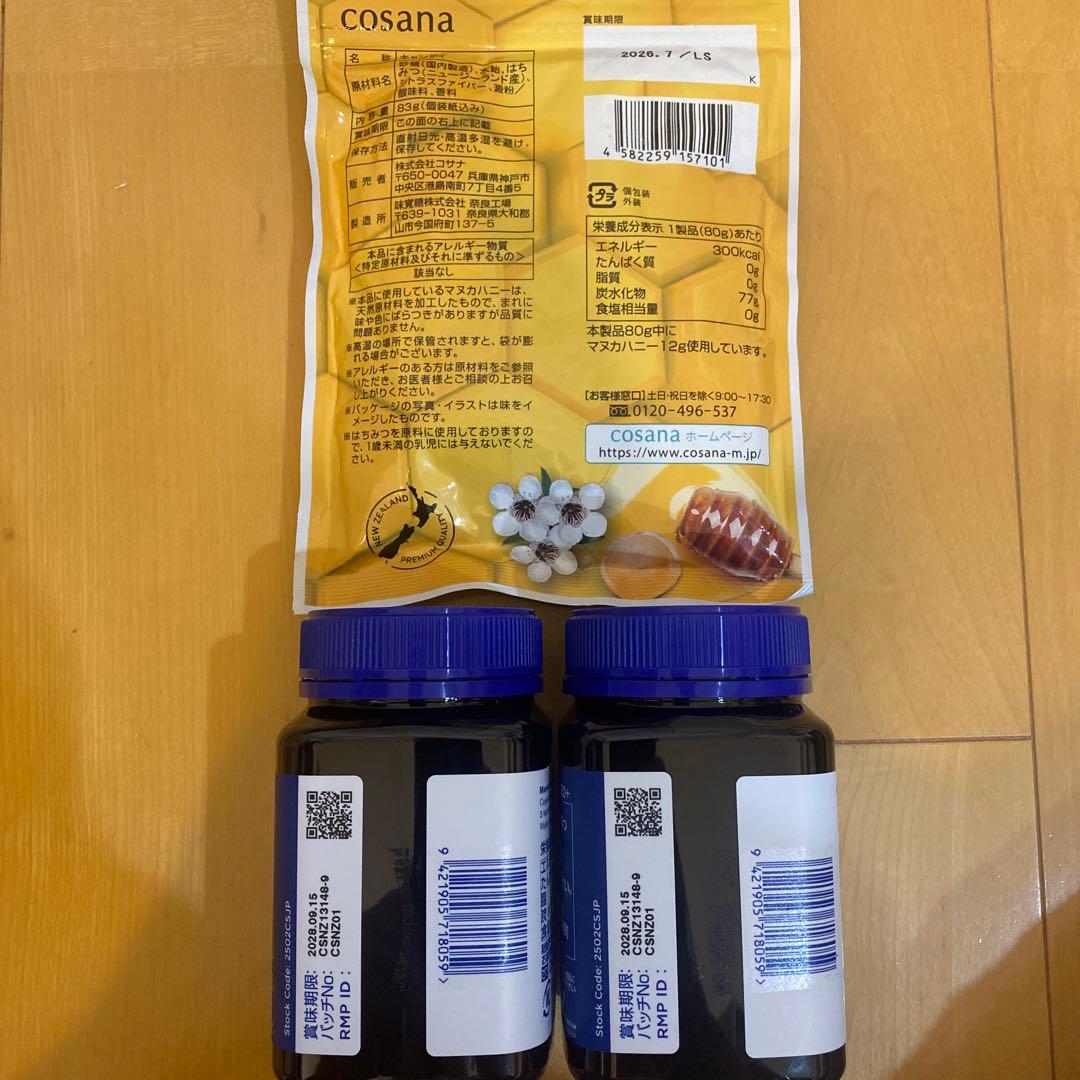 cosana
名 称 キャンディ
原材料名 砂糖(国内製造)、水飴、はち
みつ(ニュージーランド産)、
シトラスファイバー、澱粉/
酸味料、香料
内容量 83g(個装紙込み)
賞味期限 この面の右上に記載
保存方法 直射日光・高温多湿を避け、
保存してください。
販売者 株式会社コサナ
〒650-0047 兵庫県神戸市
中央区港島南町7丁目4番5
製造所 味覚糖株式会社 奈良工場
〒639-1031 奈良県大和郡
山市今国府町137-5
本品に含まれるアレルギー物質
<特定原材料及びそれに準ずるもの>
該当なし
※本品に使用しているマヌカハニーは、
天然原材料を加工したもので、まれに
味や色にばらつきがありますが品質に
問題ありません。
※高温の場所で保管されますと、袋が膨
れる場合がございます。
※アレルギーのある方は原材料をご参照
いただき、お医者様とご相談の上お召
し上がりください。
※パッケージの写真・イラストは味をイ
メージしたものです。
※はちみつを原料に使用しておりますの
で、1歳未満の乳児には与えないでくだ
さい。
NEW ZEALAND
PREMIUM QUALITY
賞味期限
2026.7/LS
K
4 582259 157101
プラ
個包装
外装
栄養成分表示 1製品(80g)あたり
エネルギー 300kcal
たんぱく質 0g
脂質 0g
炭水化物 77g
食塩相当量 0g
本製品80g中に
マヌカハニー12g使用しています。
【お客様窓口】土日・祝日を除く9:00~17:30
0120-496-537
cosana ホームページ
https://www.cosana-m.jp/
Stock Code: 2502CSJP
賞味期限: 2028.09.15
バッチNo: CSNZ13148-9
RMP ID: CSNZ01
9 421905 718059 >
Stock Code: 2502CSJP
賞味期限: 2028.09.15
バッチNo: CSNZ13148-9
RMP ID: CSNZ01
9 421905 718059 >